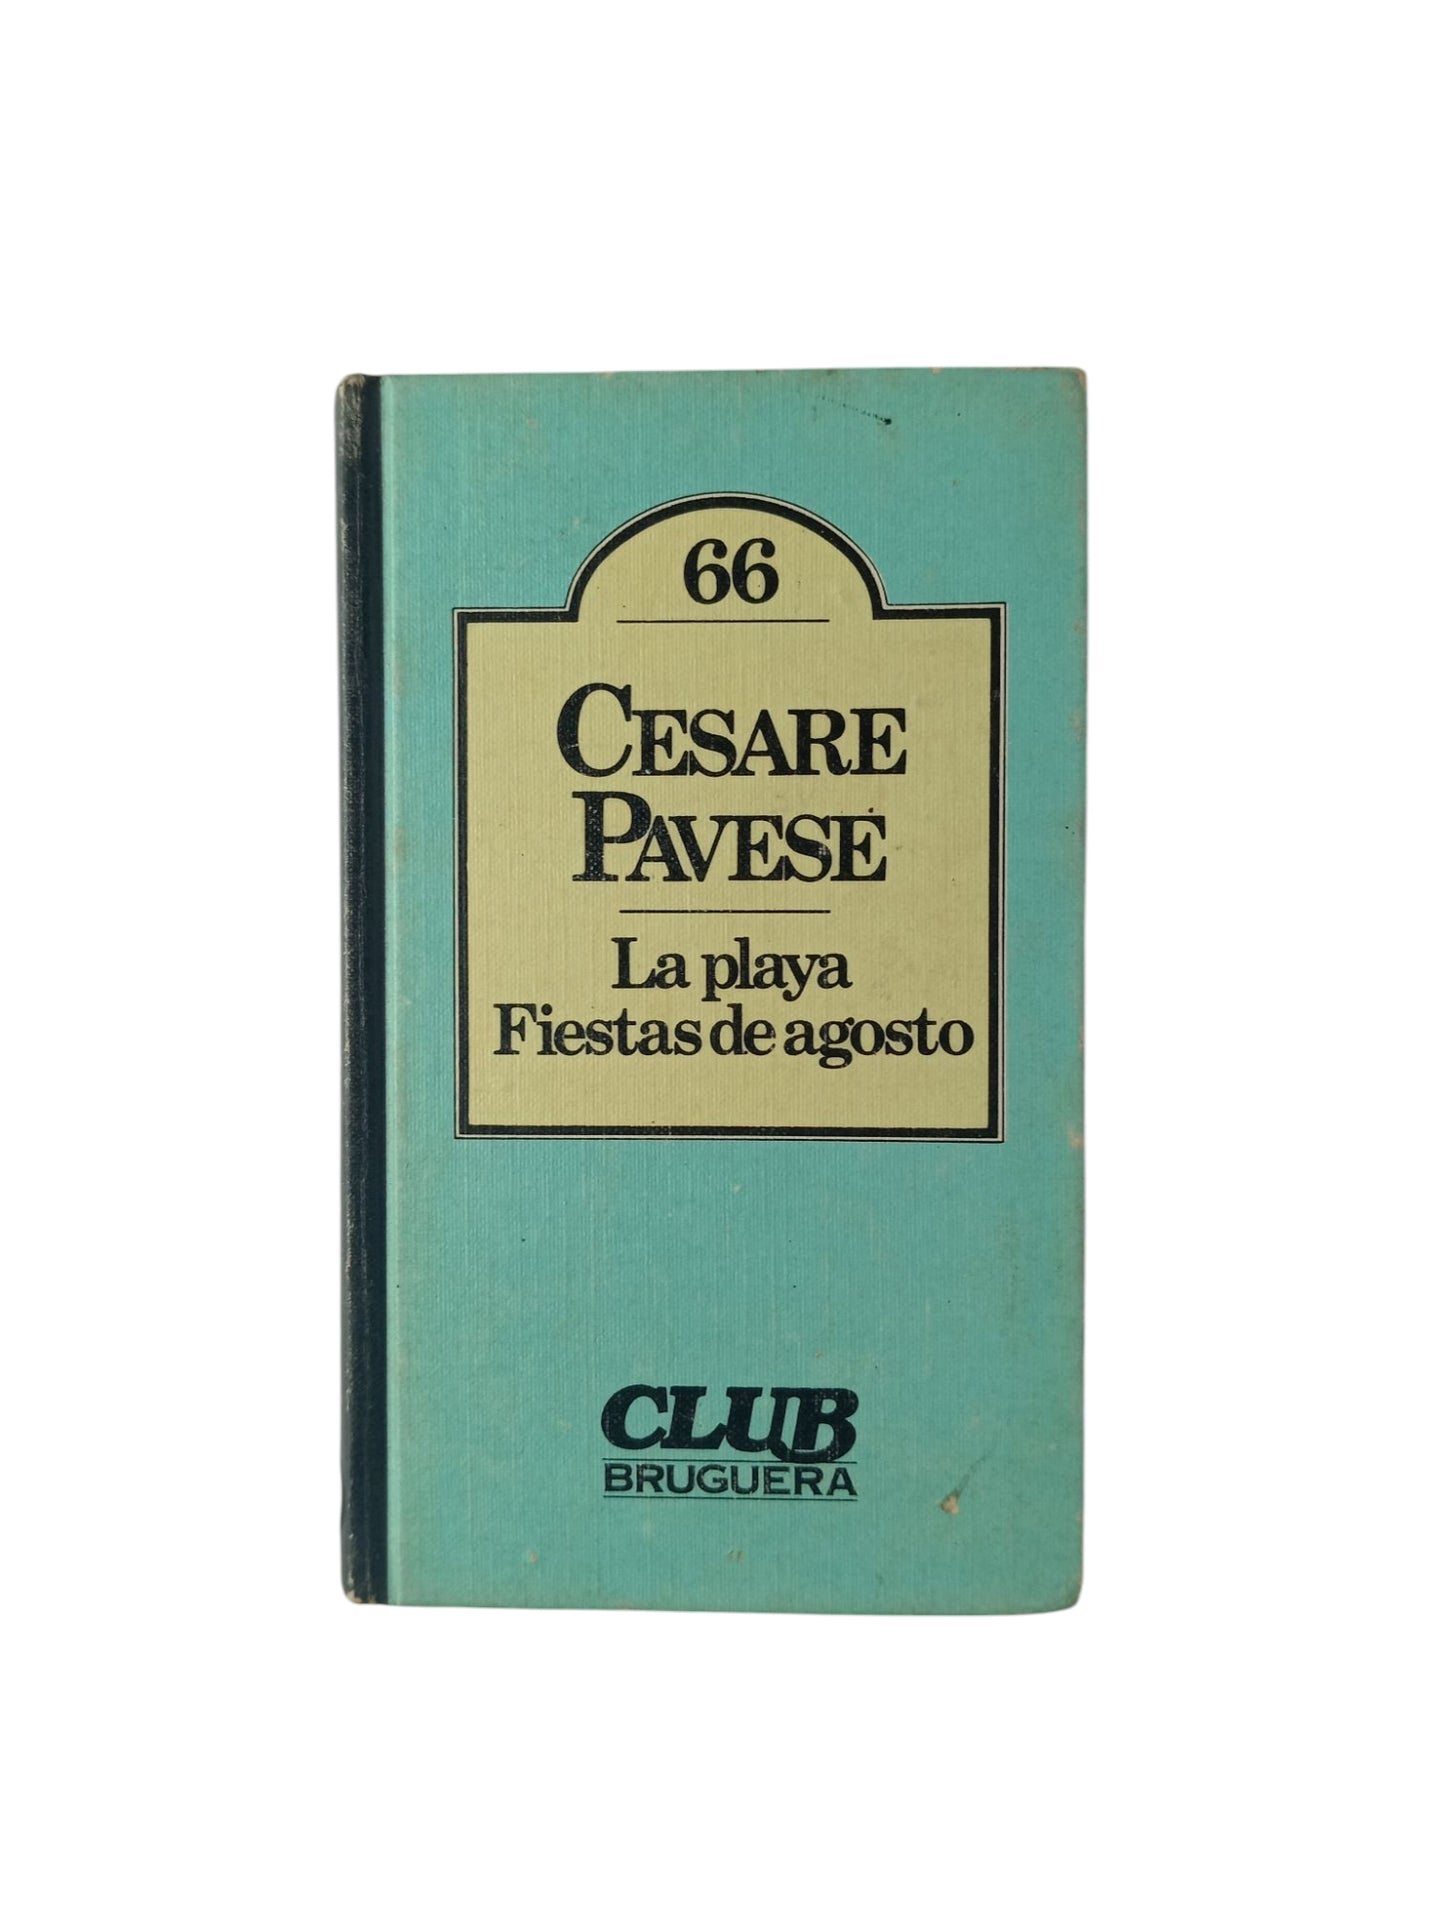 66
CESARE
PAVESE
La playa
Fiestas de agosto
CLUB
BRUGUERA